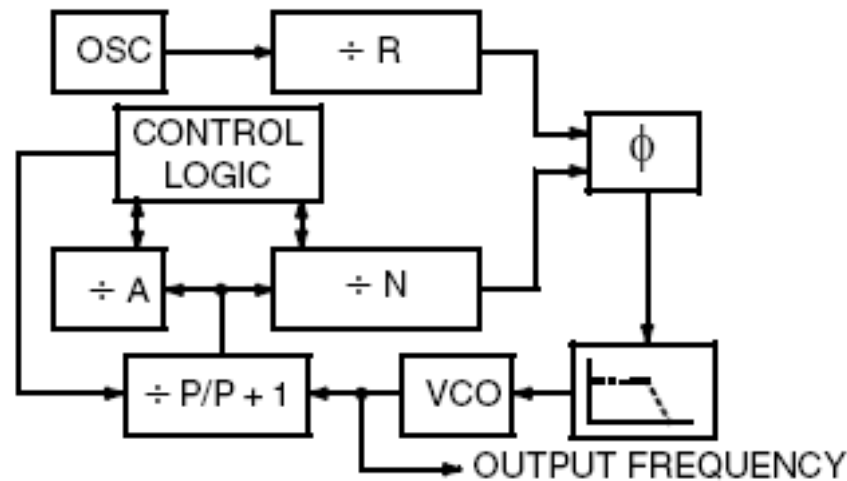 OSC
÷ R
CONTROL
LOGIC
ϕ
÷ A
÷ N
÷ P/P + 1
VCO
OUTPUT FREQUENCY